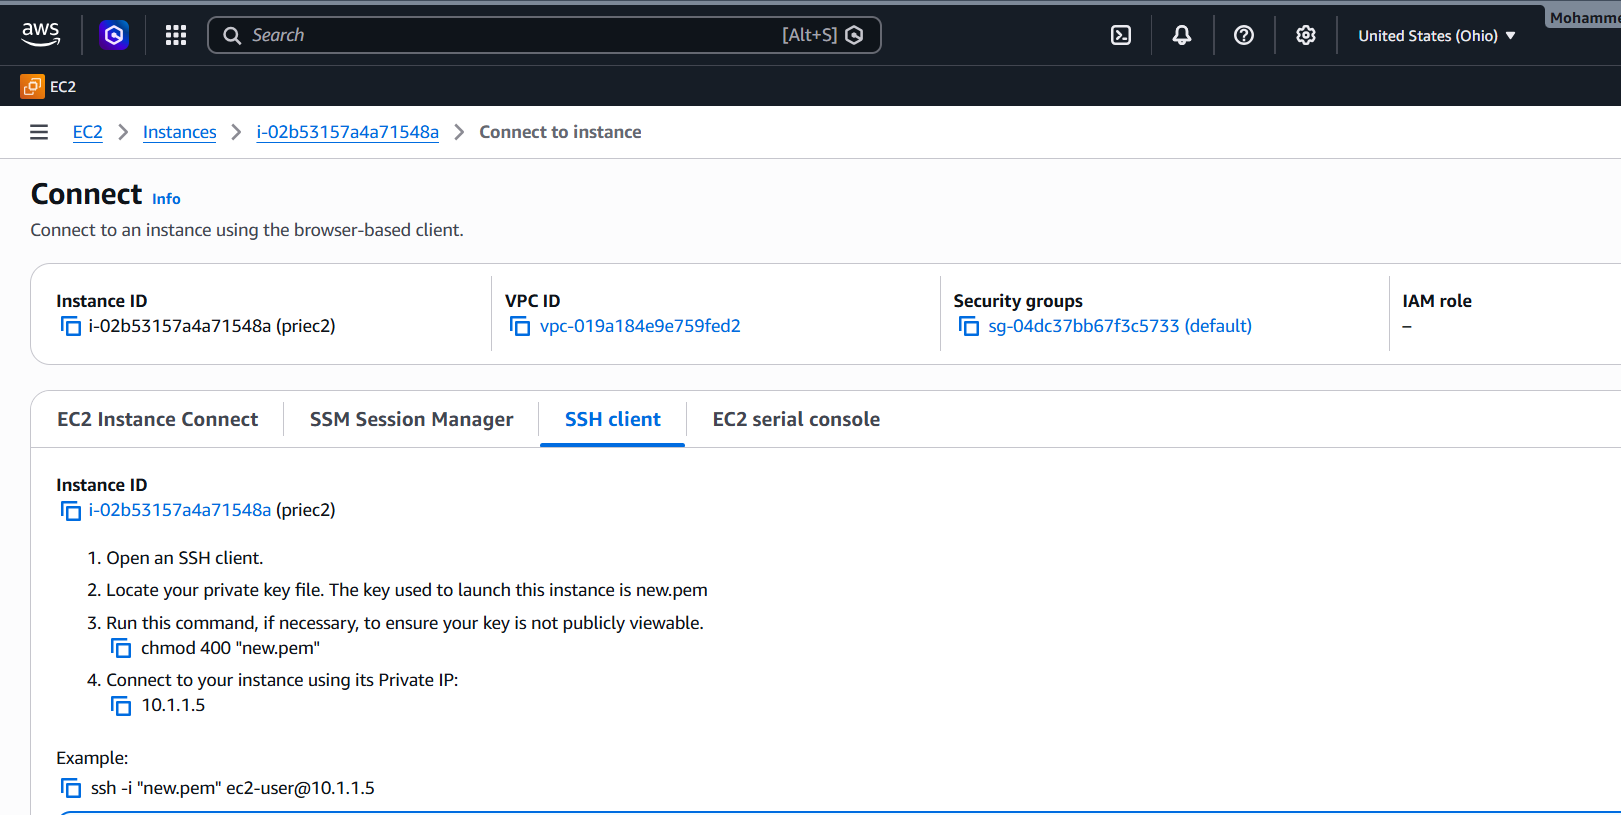 aws
Search [Alt+S]
United States (Ohio)
EC2
EC2 Instances i-02b53157a4a71548a Connect to instance
Connect Info
Connect to an instance using the browser-based client.
Instance ID VPC ID Security groups IAM role
i-02b53157a4a71548a (priec2) vpc-019a184e9e759fed2 sg-04dc37bb67f3c5733 (default) –
EC2 Instance Connect SSM Session Manager SSH client EC2 serial console
Instance ID
i-02b53157a4a71548a (priec2)
1. Open an SSH client.
2. Locate your private key file. The key used to launch this instance is new.pem
3. Run this command, if necessary, to ensure your key is not publicly viewable.
chmod 400 "new.pem"
4. Connect to your instance using its Private IP:
10.1.1.5
Example:
ssh -i "new.pem" ec2-user@10.1.1.5